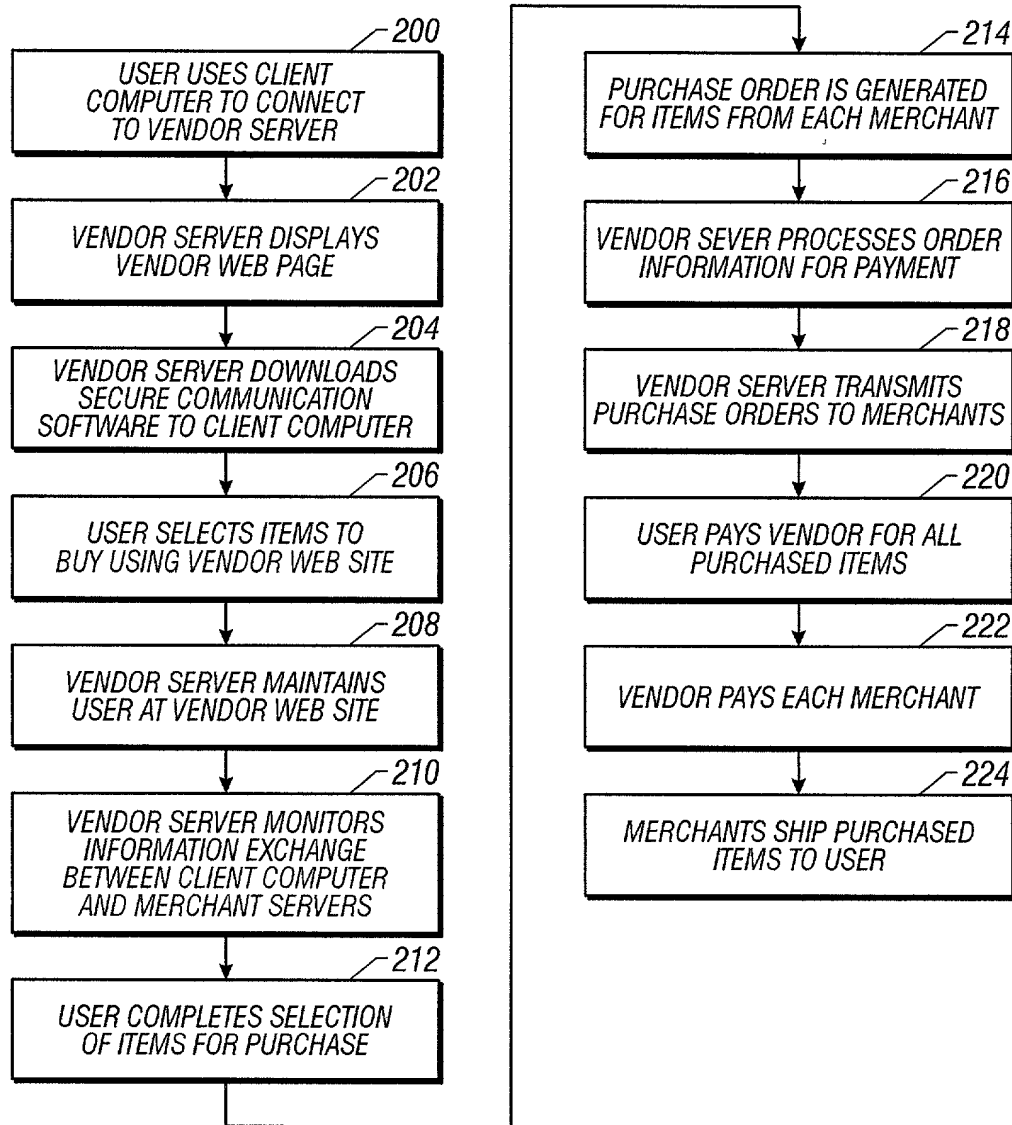 200
USER USES CLIENT
COMPUTER TO CONNECT
TO VENDOR SERVER
202
VENDOR SERVER DISPLAYS
VENDOR WEB PAGE
204
VENDOR SERVER DOWNLOADS
SECURE COMMUNICATION
SOFTWARE TO CLIENT COMPUTER
206
USER SELECTS ITEMS TO
BUY USING VENDOR WEB SITE
208
VENDOR SERVER MAINTAINS
USER AT VENDOR WEB SITE
210
VENDOR SERVER MONITORS
INFORMATION EXCHANGE
BETWEEN CLIENT COMPUTER
AND MERCHANT SERVERS
212
USER COMPLETES SELECTION
OF ITEMS FOR PURCHASE
214
PURCHASE ORDER IS GENERATED
FOR ITEMS FROM EACH MERCHANT
216
VENDOR SEVER PROCESSES ORDER
INFORMATION FOR PAYMENT
218
VENDOR SERVER TRANSMITS
PURCHASE ORDERS TO MERCHANTS
220
USER PAYS VENDOR FOR ALL
PURCHASED ITEMS
222
VENDOR PAYS EACH MERCHANT
224
MERCHANTS SHIP PURCHASED
ITEMS TO USER